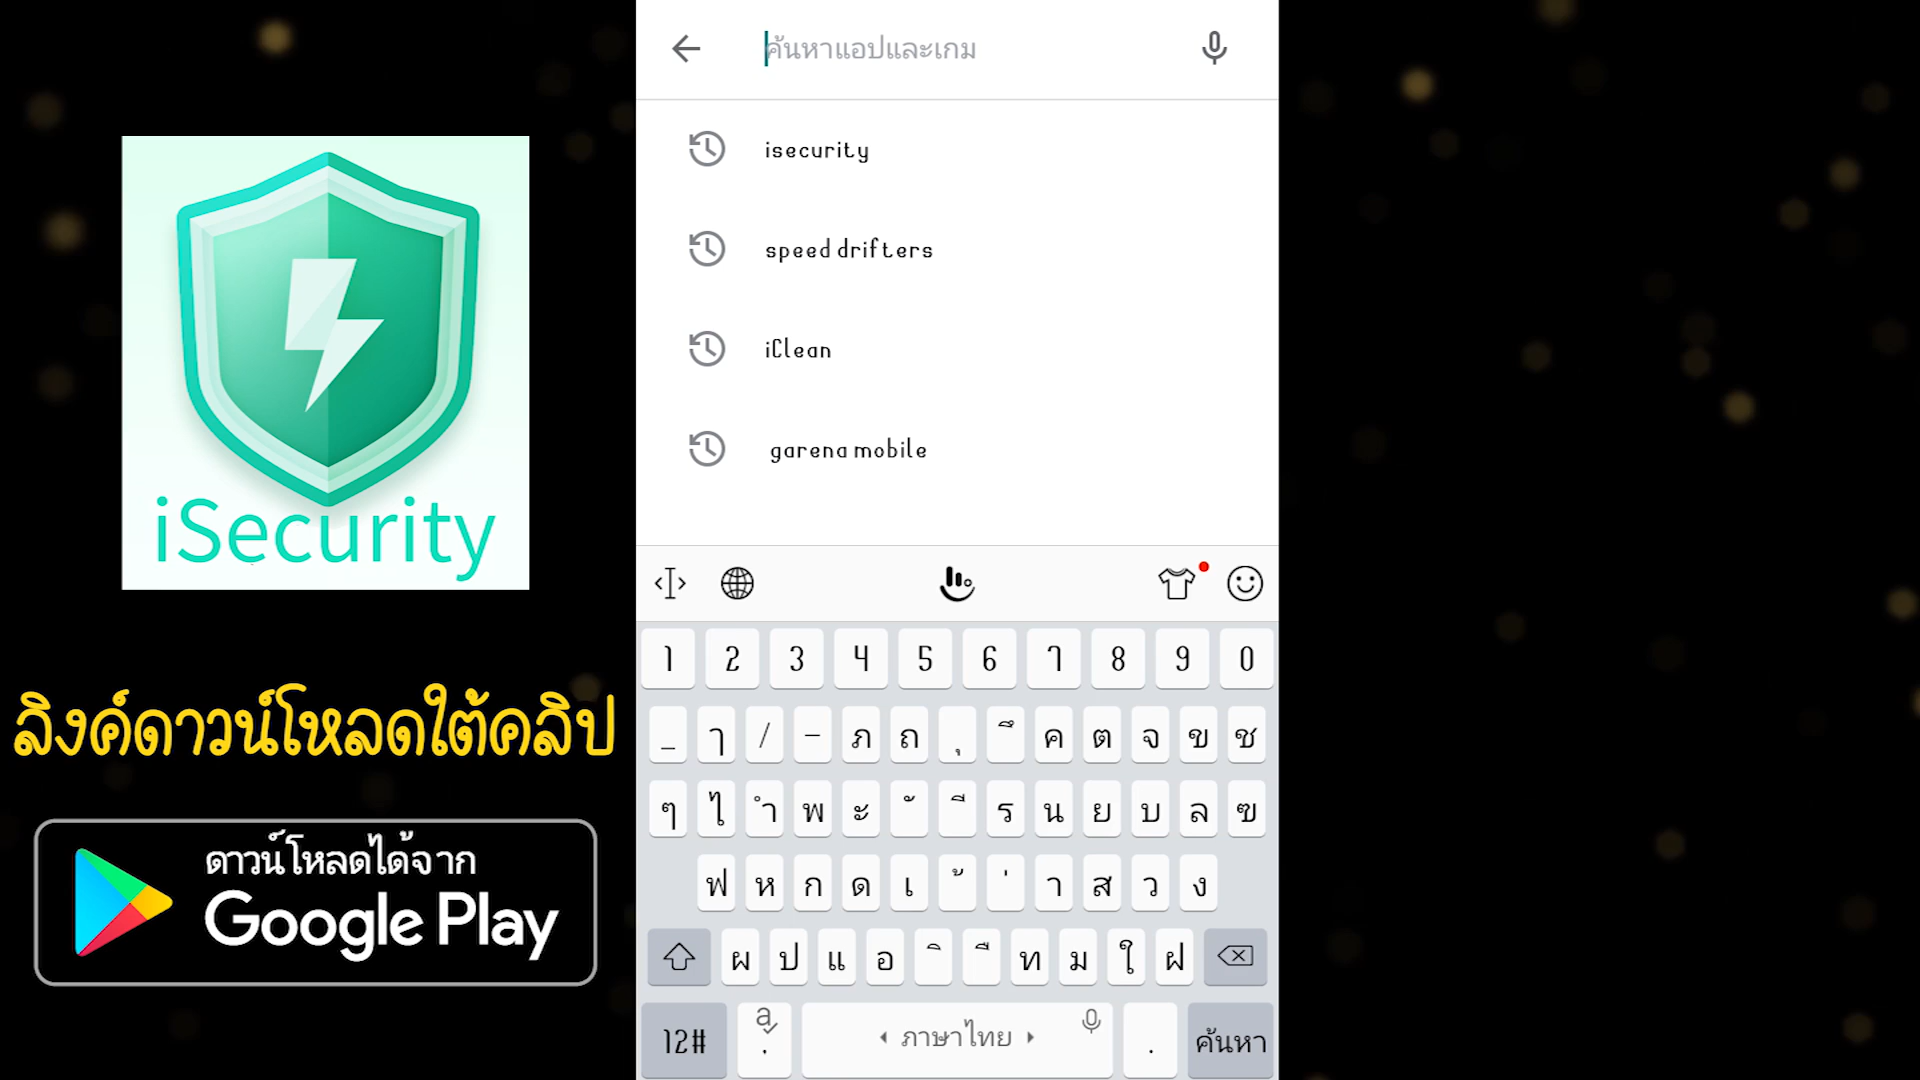 iSecurity
ลิงค์ดาวน์โหลดใต้คลิป
ดาวน์โหลดได้จาก
Google Play
ค้นหาแอปและเกม
isecurity
speed drifters
iClean
garena mobile
1 2 3 4 5 6 7 8 9 0
_ ๅ / - ภ ถ ุ ึ ค ต จ ข ช
ๆ ไ ำ พ ะ ั ี ร น ย บ ล ฃ
ฟ ห ก ด เ ้ ่ า ส ว ง
ผ ป แ อ ิ ื ท ม ใ ฝ
12# a . ภาษาไทย . ค้นหา